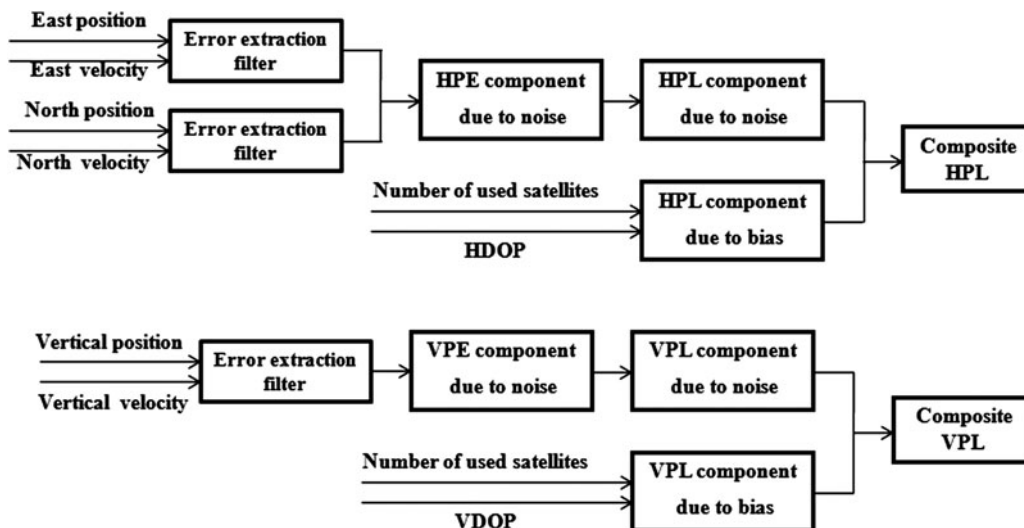 East position
East velocity
Error extraction
filter
North position
North velocity
Error extraction
filter
HPE component
due to noise
HPL component
due to noise
Number of used satellites
HDOP
HPL component
due to bias
Composite
HPL
Vertical position
Vertical velocity
Error extraction
filter
VPE component
due to noise
VPL component
due to noise
Number of used satellites
VDOP
VPL component
due to bias
Composite
VPL